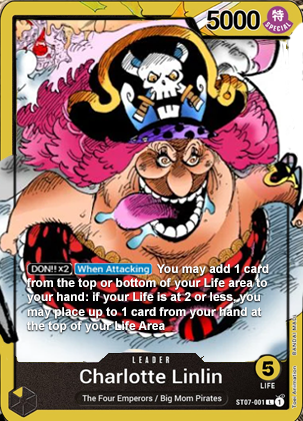 5000
特
SPECIAL
DON!!×2 When Attacking You may add 1 card
from the top or bottom of your Life area to
your hand: if your Life is at 2 or less, you
may place up to 1 card from your hand at
the top of your Life Area
LEADER
Charlotte Linlin
The Four Emperors / Big Mom Pirates
5
LIFE
ST07-001 L 1